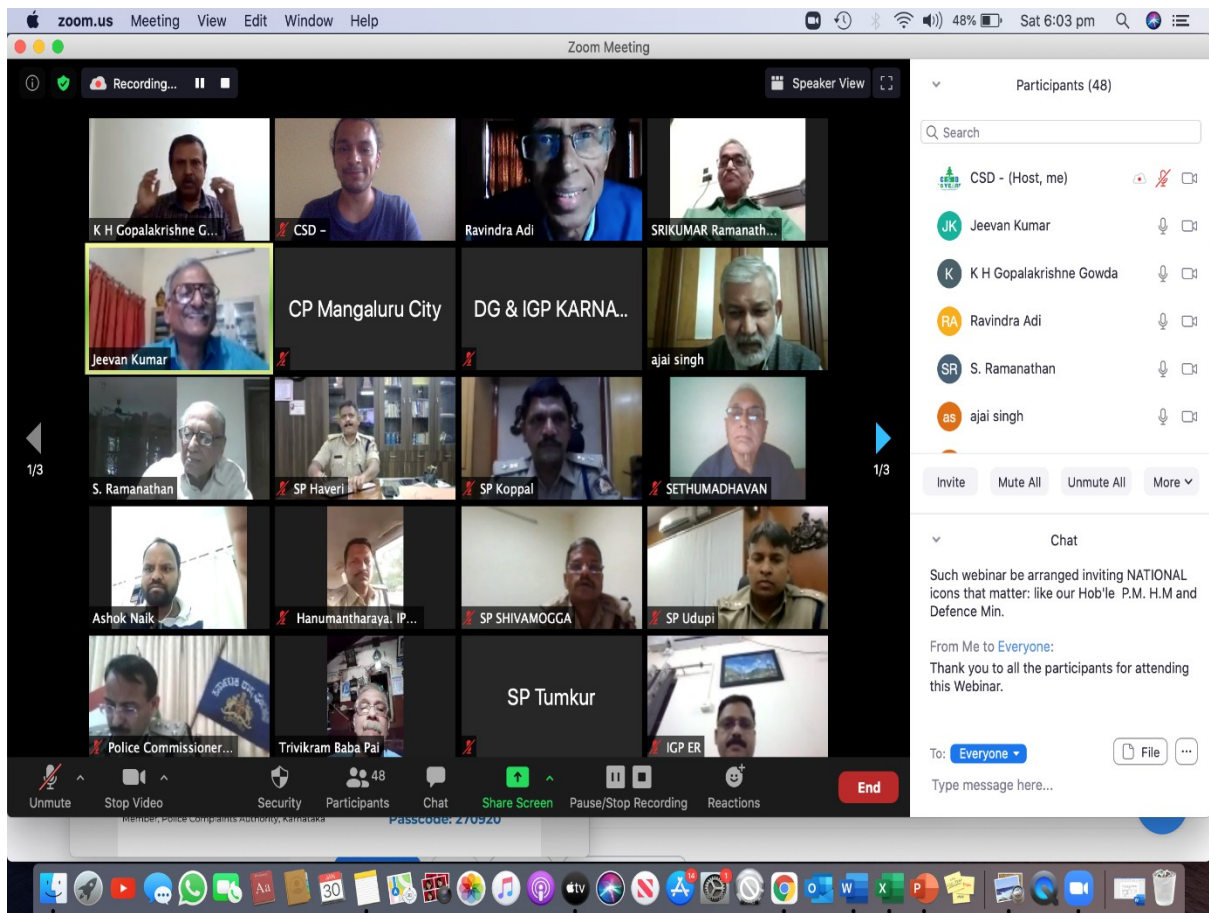 zoom.us Meeting View Edit Window Help 48% Sat 6:03 pm
Zoom Meeting
Recording...
Speaker View
K H Gopalakrishne G...
CSD -
Ravindra Adi
SRIKUMAR Ramanath...
Jeevan Kumar
CP Mangaluru City
DG & IGP KARNA...
ajai singh
1/3
1/3
S. Ramanathan
SP Haveri
SP Koppal
SETHUMADHAVAN
Ashok Naik
Hanumantharaya. IP...
SP SHIVAMOGGA
SP Udupi
Police Commissioner...
Trivikram Baba Pai
SP Tumkur
IGP ER
Unmute
Stop Video
Security
Participants
48
Chat
Share Screen
Pause/Stop Recording
Reactions
End
Participants (48)
Search
CSD - (Host, me)
JK Jeevan Kumar
K K H Gopalakrishne Gowda
RA Ravindra Adi
SR S. Ramanathan
as ajai singh
Invite Mute All Unmute All More
Chat
Such webinar be arranged inviting NATIONAL
icons that matter: like our Hob'le P.M. H.M and
Defence Min.
From Me to Everyone:
Thank you to all the participants for attending
this Webinar.
To: Everyone
File
Type message here...
Member, Police Complaints Authority, Karnataka
Passcode: 270920
Aa
JAN
30
tv
14
1
W
X
P